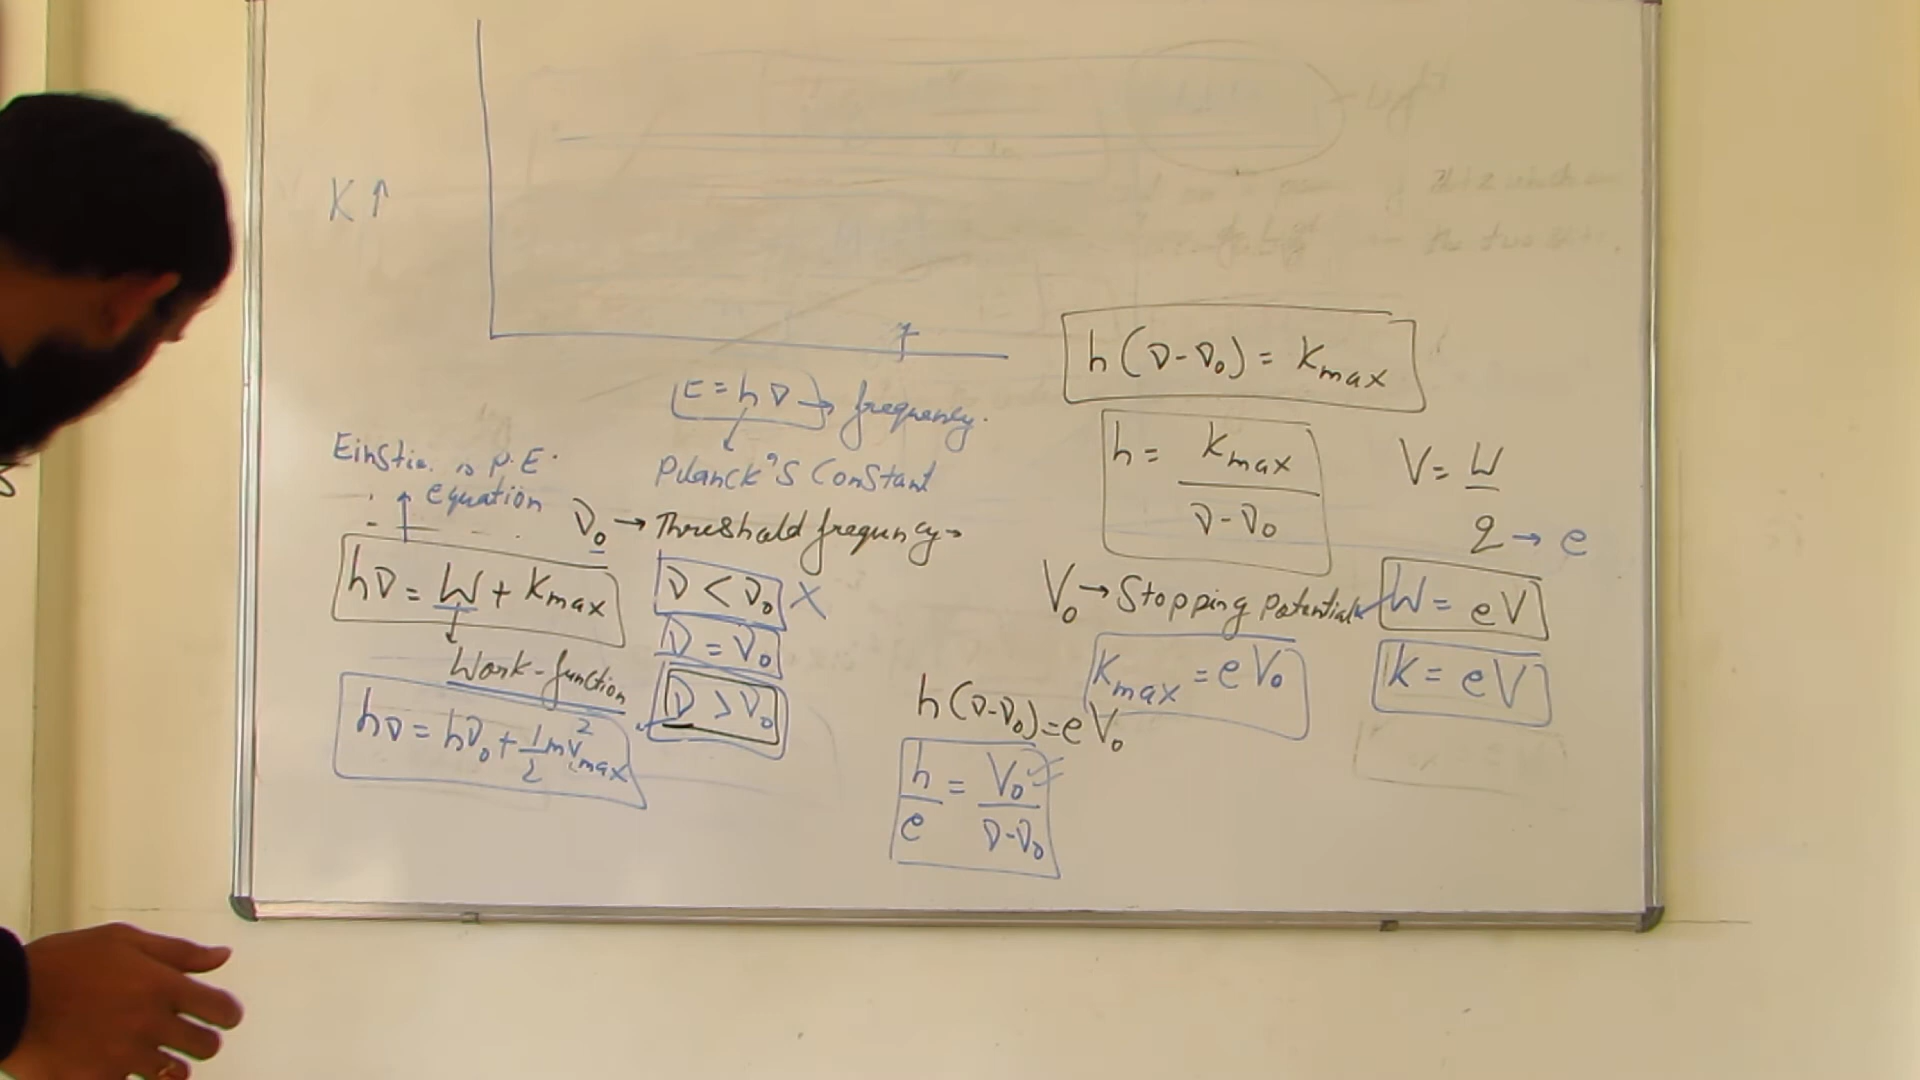 K ↑
E = hν → frequency.
Planck's Constant
P.E.
equation
ν₀ → Threshold frequency
hν = W + Kmax
Work-function
hν = hν₀ + 1/2 mv²max
ν < ν₀ X
ν = ν₀
ν > ν₀
h(ν-ν₀) = Kmax
h = Kmax / ν-ν₀
V = W / q → e
V₀ → Stopping potential
W = eV
Kmax = eV₀
K = eV
h(ν-ν₀) = eV₀
h/e = V₀ / ν-ν₀